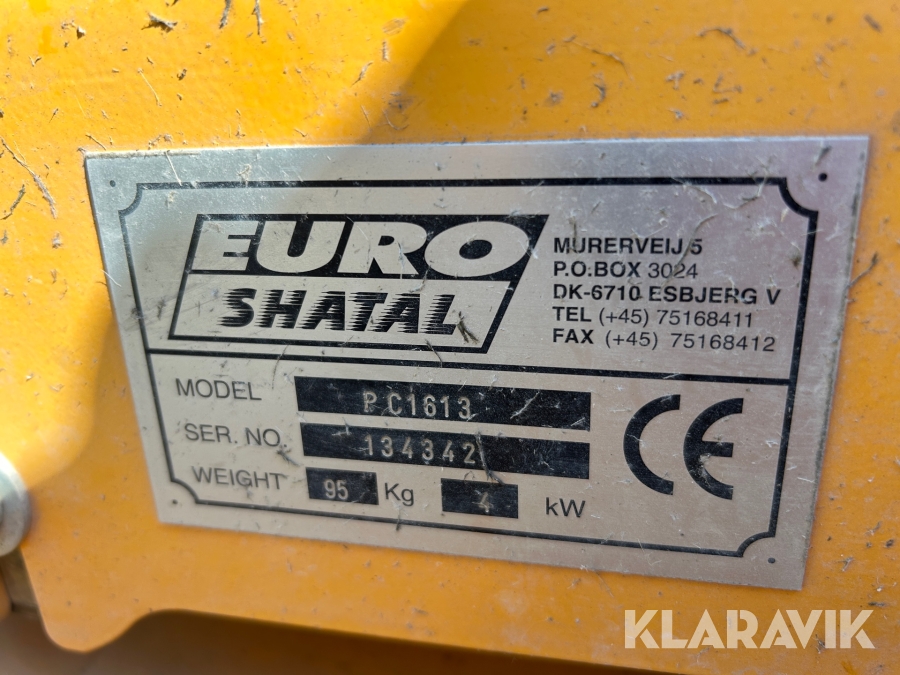 EURO
SHATAL
MURERVEIJ 5
P.O.BOX 3024
DK-6710 ESBJERG V
TEL (+45) 75168411
FAX (+45) 75168412
MODEL PC1613
SER. NO. 134342
WEIGHT 95 Kg kW
CE
KLARAVIK